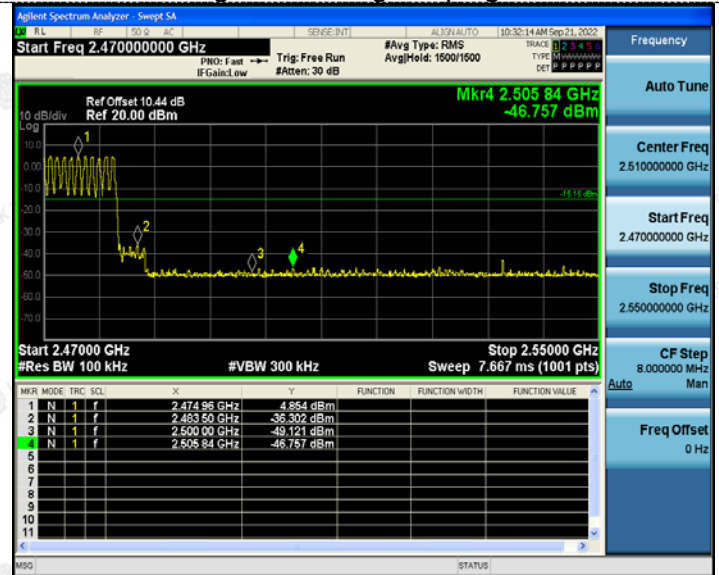 Agilent Spectrum Analyzer - Swept SA
RL RF 50 Ω AC SENSE:INT ALIGN AUTO 10:32:14 AM Sep 21, 2022
Start Freq 2.470000000 GHz
PNO: Fast
IFGain:Low
Trig: Free Run
#Atten: 30 dB
#Avg Type: RMS
Avg|Hold: 1500/1500
TRACE 1 2 3 4 5 6
TYPE M
DET P P P P P P
Ref Offset 10.44 dB
Ref 20.00 dBm
10 dB/div
Log
Mkr4 2.505 84 GHz
-46.757 dBm
10.0
0.00
-10.0
-20.0
-30.0
-40.0
-50.0
-60.0
-70.0
1
2
3
4
-15.15 dBm
Start 2.47000 GHz
Stop 2.55000 GHz
#Res BW 100 kHz
#VBW 300 kHz
Sweep 7.667 ms (1001 pts)
MKR MODE TRC SCL X Y FUNCTION FUNCTION WIDTH FUNCTION VALUE
1 N 1 f 2.474 96 GHz 4.854 dBm
2 N 1 f 2.483 50 GHz -36.302 dBm
3 N 1 f 2.500 00 GHz -49.121 dBm
4 N 1 f 2.505 84 GHz -46.757 dBm
5
6
7
8
9
10
11
MSG
STATUS
Frequency
Auto Tune
Center Freq
2.510000000 GHz
Start Freq
2.470000000 GHz
Stop Freq
2.550000000 GHz
CF Step
8.000000 MHz
Auto Man
Freq Offset
0 Hz